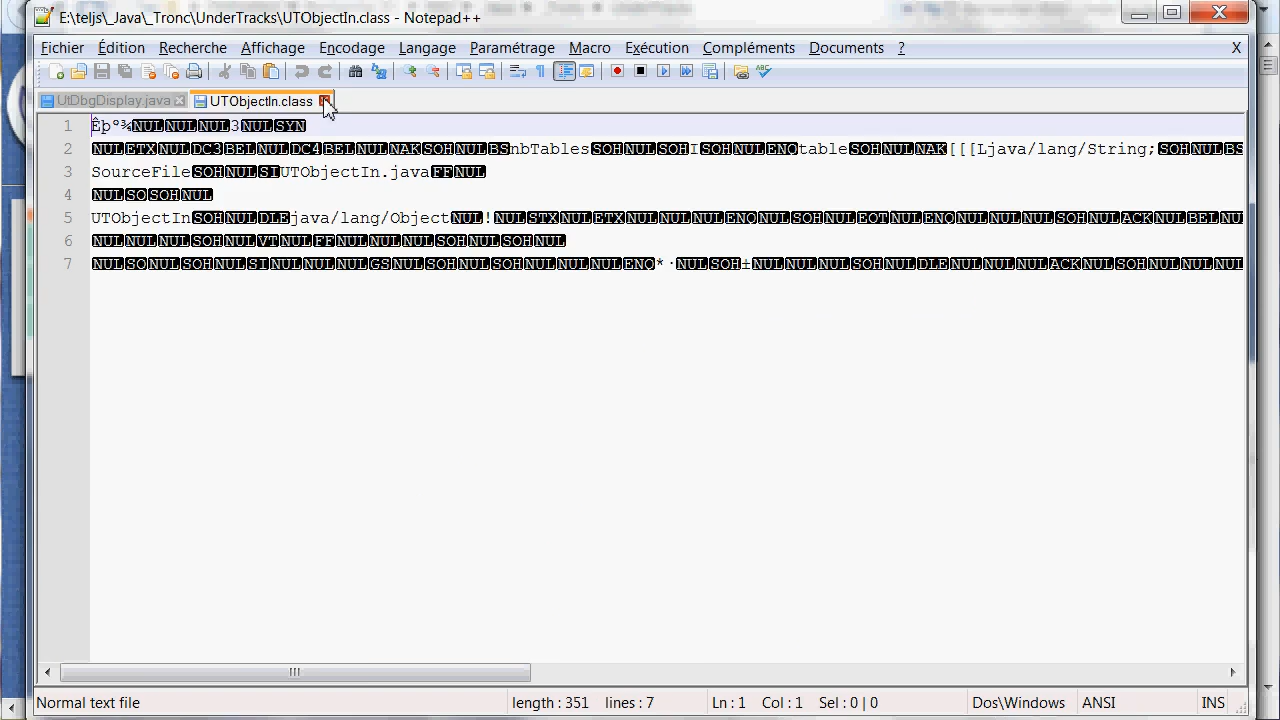 E:\teljs\_Java\_Tronc\UnderTracks\UTObjectIn.class - Notepad++
Fichier Édition Recherche Affichage Encodage Langage Paramétrage Macro Exécution Compléments Documents ? X
UtDbgDisplay.java UTObjectIn.class
1 Êþº¾NULNULNUL3NULSYN
2 NULETXNULDC3BELNULDC4BELNULNAKSOHNULBSnbTablesSOHNULSOHISOHNULENQtableSOHNULNAK[[[Ljava/lang/String;SOHNULBS
3 SourceFileSOHNULSIUTObjectIn.javaFFNUL
4 NULSOSOHNUL
5 UTObjectInSOHNULDLEjava/lang/ObjectNUL!NULSTXNULETXNULNULNULENQNULSOHNULEOTNULENQNULNULNULSOHNULACKNULBELNUL
6 NULNULNULSOHNULVTNULFFNULNULNULSOHNULSOHNUL
7 NULSONULSOHNULSINULNULNULGSNULSOHNULSOHNULNULNULENQ*·NULSOH±NULNULNULSOHNULDLENULNULNULACKNULSOHNULNULNUL
Normal text file length : 351 lines : 7 Ln : 1 Col : 1 Sel : 0 | 0 Dos\Windows ANSI INS